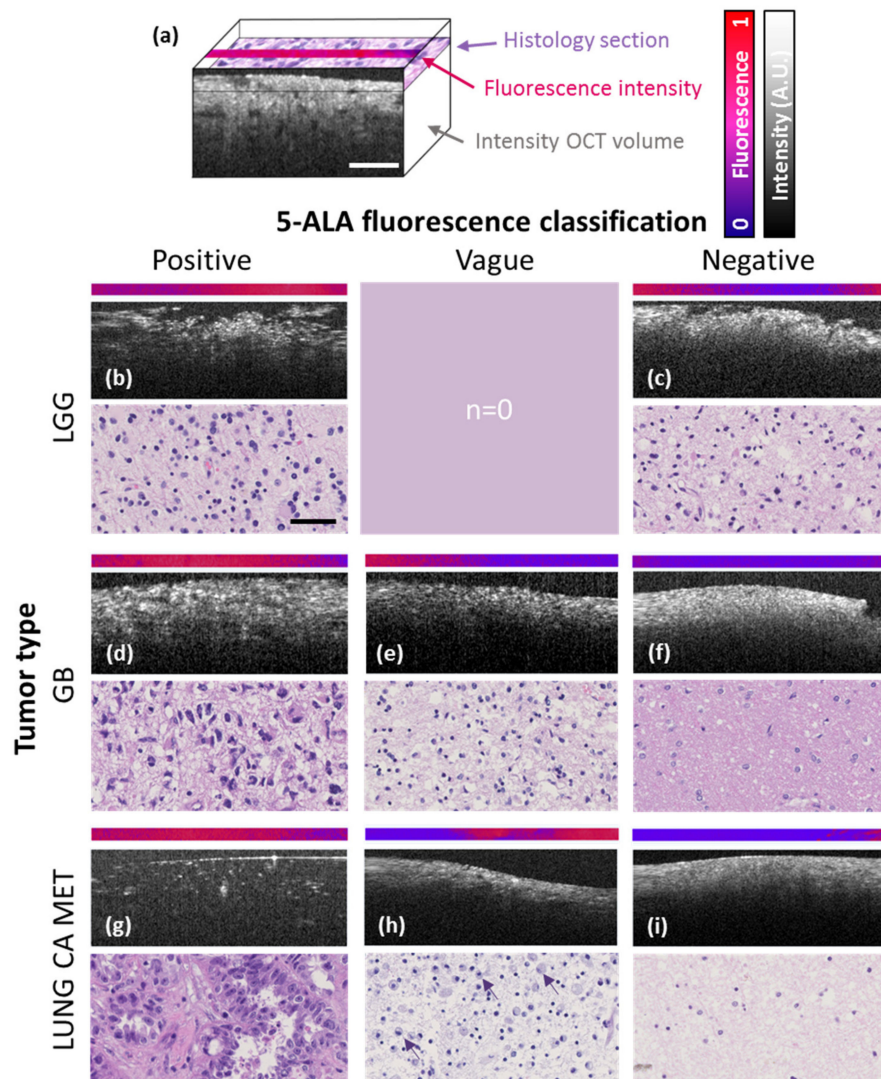 (a)
Histology section
Fluorescence intensity
Intensity OCT volume
0 Fluorescence 1
Intensity (A.U.)
5-ALA fluorescence classification
Positive
Vague
Negative
Tumor type
LGG
(b)
n=0
(c)
GB
(d)
(e)
(f)
LUNG CA MET
(g)
(h)
(i)